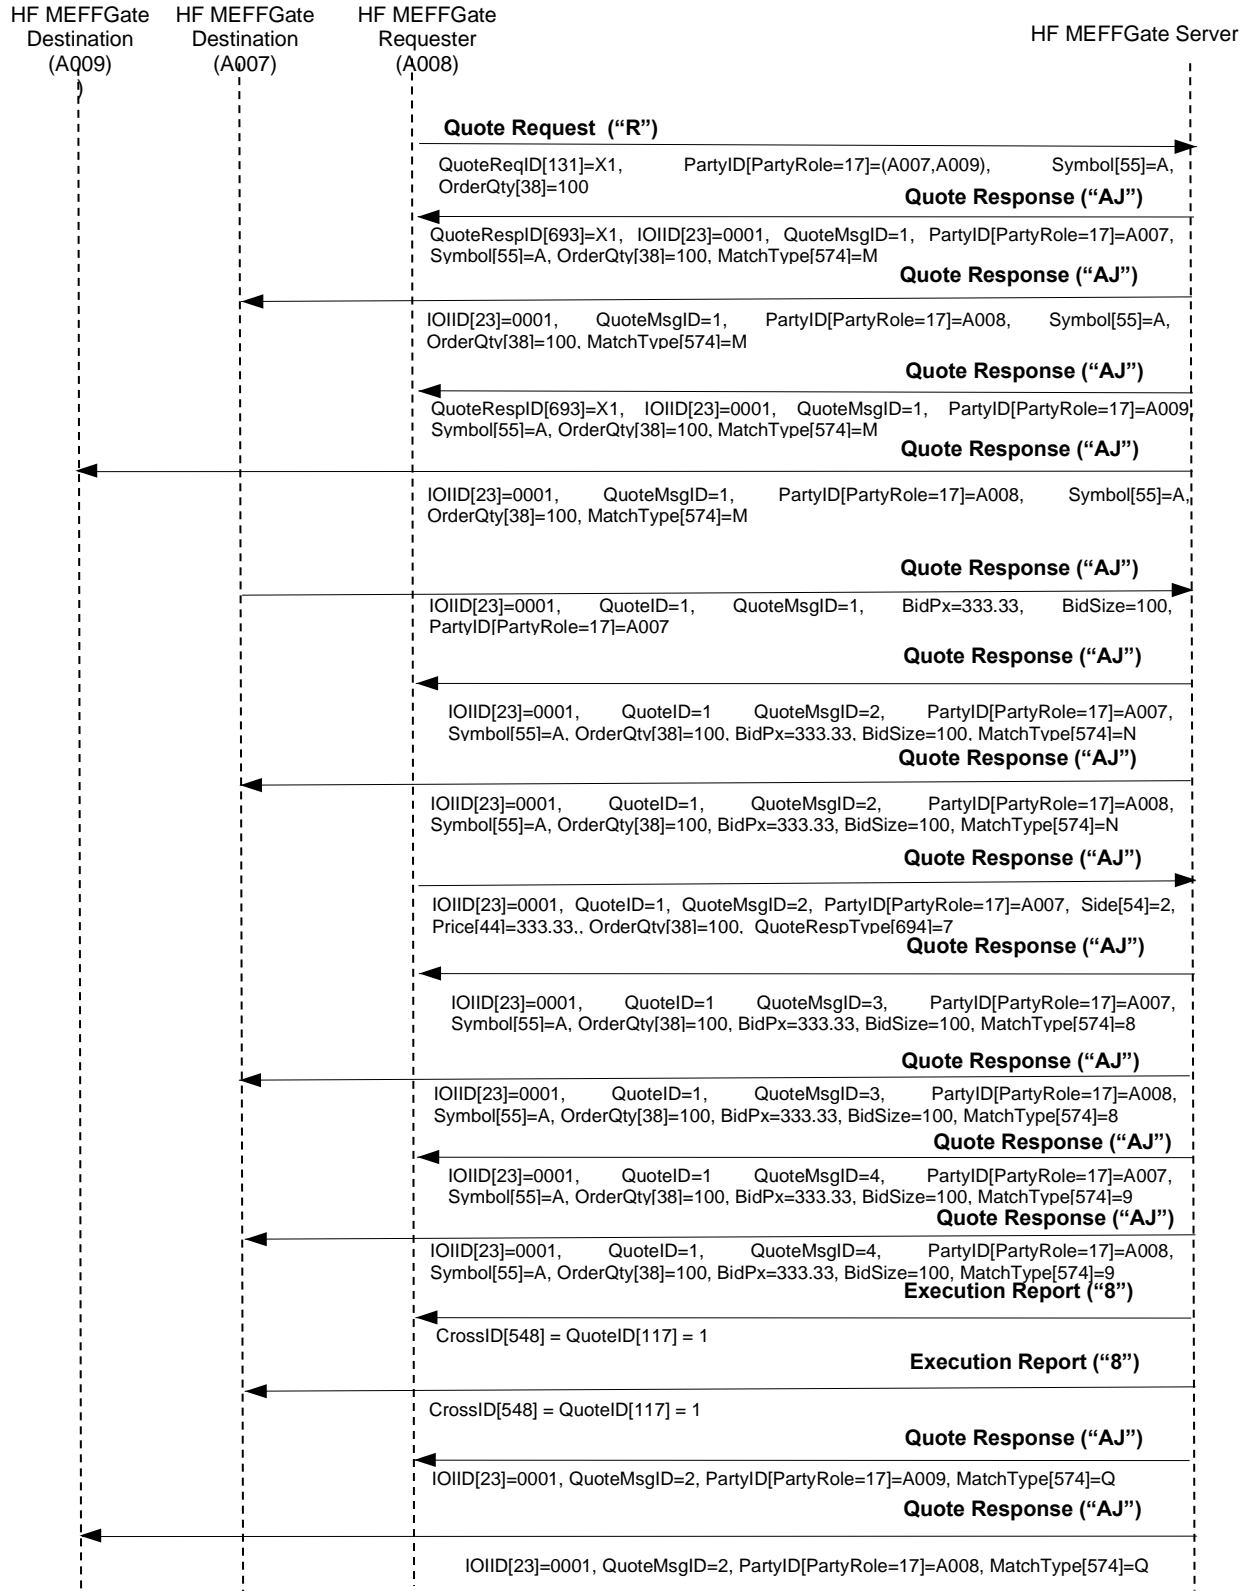 HF MEFFGate Destination (A009)
)
HF MEFFGate Destination (A007)
HF MEFFGate Requester (A008)
HF MEFFGate Server
Quote Request (“R”)
QuoteReqID[131]=X1, PartyID[PartyRole=17]=(A007,A009), Symbol[55]=A,
OrderQty[38]=100
Quote Response (“AJ”)
QuoteRespID[693]=X1, IOIID[23]=0001, QuoteMsgID=1, PartyID[PartyRole=17]=A007,
Symbol[55]=A, OrderQty[38]=100, MatchType[574]=M
Quote Response (“AJ”)
IOIID[23]=0001, QuoteMsgID=1, PartyID[PartyRole=17]=A008, Symbol[55]=A,
OrderQty[38]=100, MatchType[574]=M
Quote Response (“AJ”)
QuoteRespID[693]=X1, IOIID[23]=0001, QuoteMsgID=1, PartyID[PartyRole=17]=A009,
Symbol[55]=A, OrderQty[38]=100, MatchType[574]=M
Quote Response (“AJ”)
IOIID[23]=0001, QuoteMsgID=1, PartyID[PartyRole=17]=A008, Symbol[55]=A,
OrderQty[38]=100, MatchType[574]=M
Quote Response (“AJ”)
IOIID[23]=0001, QuoteID=1, QuoteMsgID=1, BidPx=333.33, BidSize=100,
PartyID[PartyRole=17]=A007
Quote Response (“AJ”)
IOIID[23]=0001, QuoteID=1 QuoteMsgID=2, PartyID[PartyRole=17]=A007,
Symbol[55]=A, OrderQty[38]=100, BidPx=333.33, BidSize=100, MatchType[574]=N
Quote Response (“AJ”)
IOIID[23]=0001, QuoteID=1, QuoteMsgID=2, PartyID[PartyRole=17]=A008,
Symbol[55]=A, OrderQty[38]=100, BidPx=333.33, BidSize=100, MatchType[574]=N
Quote Response (“AJ”)
IOIID[23]=0001, QuoteID=1, QuoteMsgID=2, PartyID[PartyRole=17]=A007, Side[54]=2,
Price[44]=333.33,, OrderQty[38]=100, QuoteRespType[694]=7
Quote Response (“AJ”)
IOIID[23]=0001, QuoteID=1 QuoteMsgID=3, PartyID[PartyRole=17]=A007,
Symbol[55]=A, OrderQty[38]=100, BidPx=333.33, BidSize=100, MatchType[574]=8
Quote Response (“AJ”)
IOIID[23]=0001, QuoteID=1, QuoteMsgID=3, PartyID[PartyRole=17]=A008,
Symbol[55]=A, OrderQty[38]=100, BidPx=333.33, BidSize=100, MatchType[574]=8
Quote Response (“AJ”)
IOIID[23]=0001, QuoteID=1 QuoteMsgID=4, PartyID[PartyRole=17]=A007,
Symbol[55]=A, OrderQty[38]=100, BidPx=333.33, BidSize=100, MatchType[574]=9
Quote Response (“AJ”)
IOIID[23]=0001, QuoteID=1, QuoteMsgID=4, PartyID[PartyRole=17]=A008,
Symbol[55]=A, OrderQty[38]=100, BidPx=333.33, BidSize=100, MatchType[574]=9
Execution Report (“8”)
CrossID[548] = QuoteID[117] = 1
Execution Report (“8”)
CrossID[548] = QuoteID[117] = 1
Quote Response (“AJ”)
IOIID[23]=0001, QuoteMsgID=2, PartyID[PartyRole=17]=A009, MatchType[574]=Q
Quote Response (“AJ”)
IOIID[23]=0001, QuoteMsgID=2, PartyID[PartyRole=17]=A008, MatchType[574]=Q